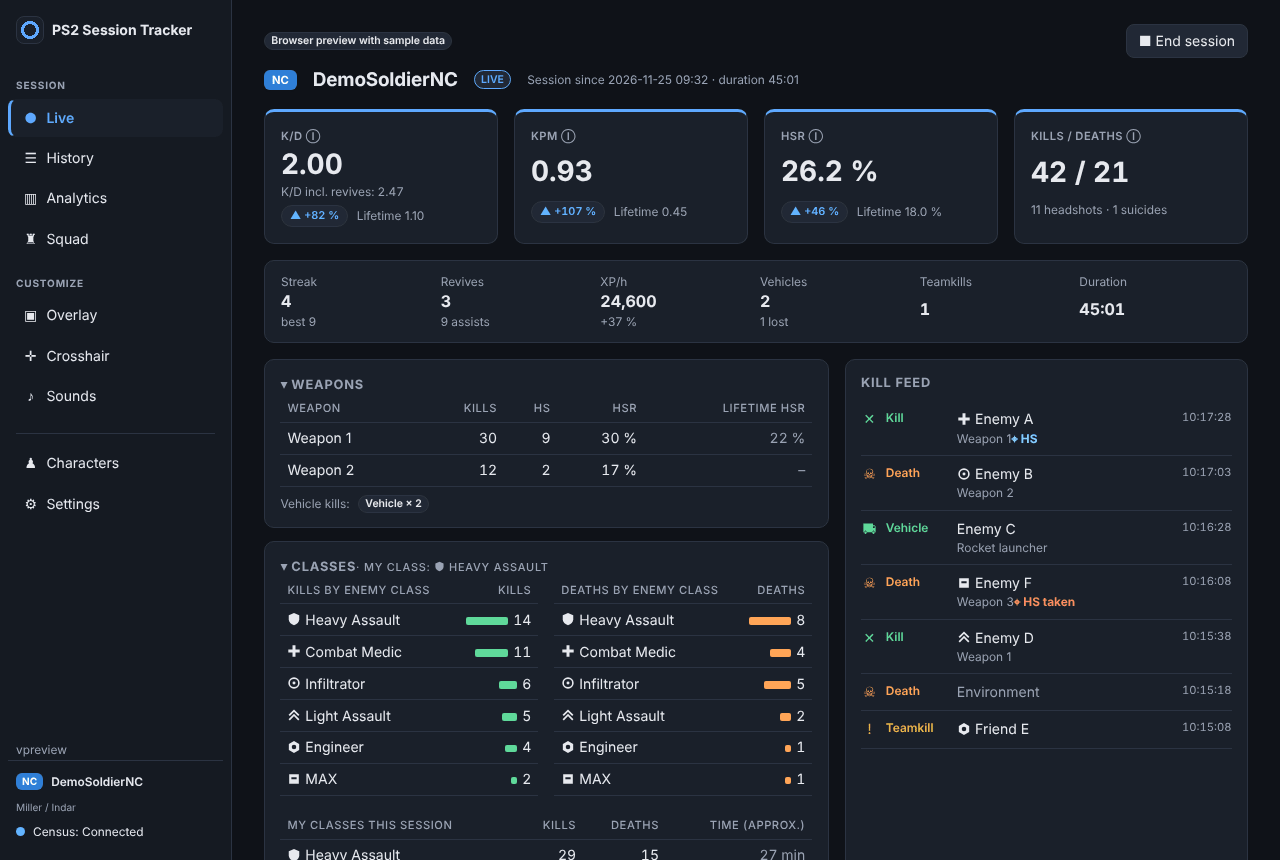 PS2 Session Tracker
SESSION
Live
History
Analytics
Squad
CUSTOMIZE
Overlay
Crosshair
Sounds
Characters
Settings
vpreview
NC DemoSoldierNC
Miller / Indar
Census: Connected
Browser preview with sample data
End session
NC DemoSoldierNC LIVE Session since 2026-11-25 09:32 · duration 45:01
K/D ⓘ
2.00
K/D incl. revives: 2.47
▲ +82 % Lifetime 1.10
KPM ⓘ
0.93
▲ +107 % Lifetime 0.45
HSR ⓘ
26.2 %
▲ +46 % Lifetime 18.0 %
KILLS / DEATHS ⓘ
42 / 21
11 headshots · 1 suicides
Streak
4
best 9
Revives
3
9 assists
XP/h
24,600
+37 %
Vehicles
2
1 lost
Teamkills
1
Duration
45:01
▾ WEAPONS
WEAPON KILLS HS HSR LIFETIME HSR
Weapon 1 30 9 30 % 22 %
Weapon 2 12 2 17 % –
Vehicle kills: Vehicle × 2
▾ CLASSES · MY CLASS: HEAVY ASSAULT
KILLS BY ENEMY CLASS KILLS
Heavy Assault 14
Combat Medic 11
Infiltrator 6
Light Assault 5
Engineer 4
MAX 2
DEATHS BY ENEMY CLASS DEATHS
Heavy Assault 8
Combat Medic 4
Infiltrator 5
Light Assault 2
Engineer 1
MAX 1
MY CLASSES THIS SESSION KILLS DEATHS TIME (APPROX.)
Heavy Assault 29 15 27 min
KILL FEED
✕ Kill Enemy A 10:17:28
Weapon 1 ⌖ HS
☠ Death Enemy B 10:17:03
Weapon 2
Vehicle Enemy C 10:16:28
Rocket launcher
☠ Death Enemy F 10:16:08
Weapon 3 ⌖ HS taken
✕ Kill Enemy D 10:15:38
Weapon 1
☠ Death Environment 10:15:18
! Teamkill Friend E 10:15:08